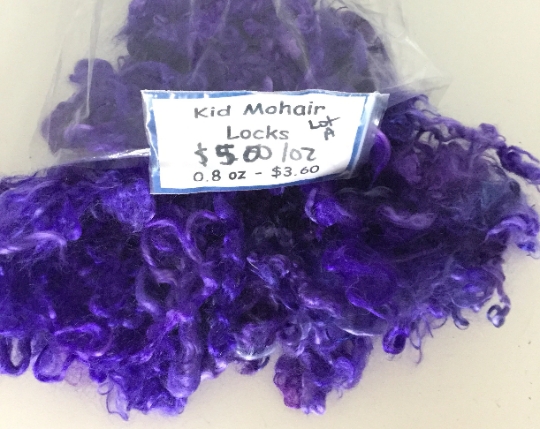 Kid Mohair
Locks Lot A
$5.00/oz
0.8 oz - $3.60